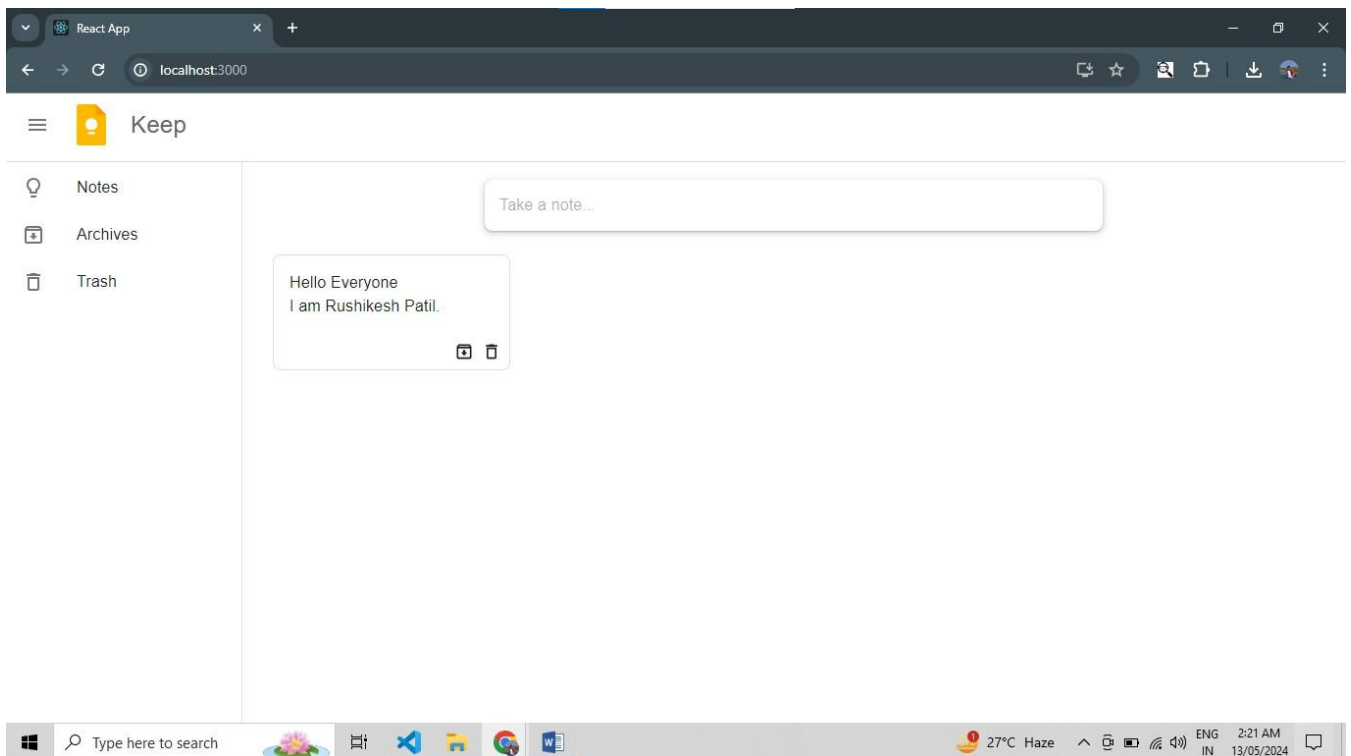 React App
localhost:3000
Keep
Notes
Take a note...
Archives
Trash
Hello Everyone
I am Rushikesh Patil.
Type here to search
27°C Haze
ENG
IN
2:21 AM
13/05/2024